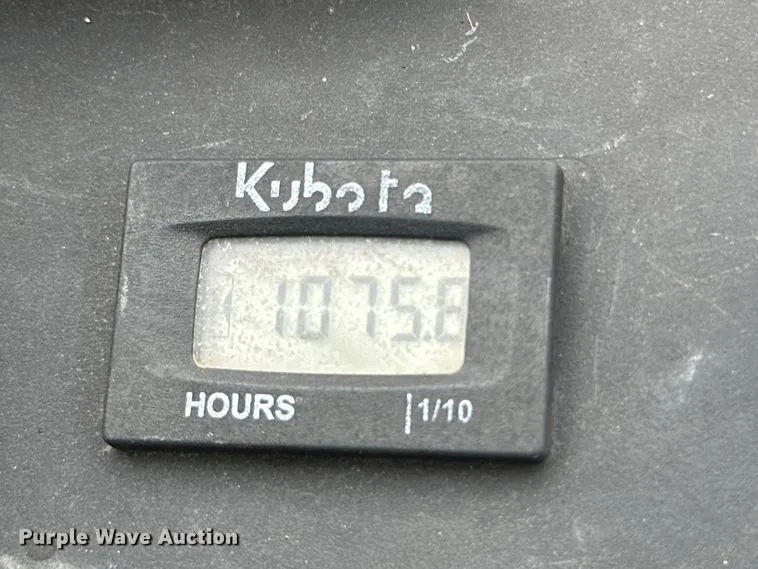 Kubota
1075.8
HOURS
1/10
Purple Wave Auction